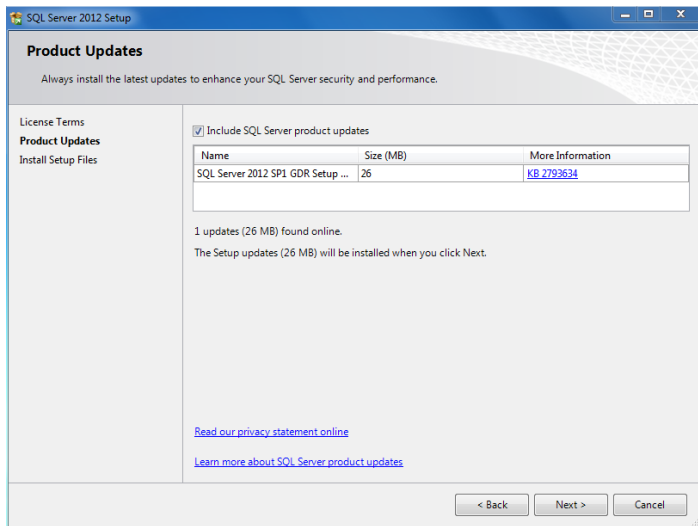 SQL Server 2012 Setup
Product Updates
Always install the latest updates to enhance your SQL Server security and performance.
License Terms
Product Updates
Install Setup Files
Include SQL Server product updates
Name Size (MB) More Information
SQL Server 2012 SP1 GDR Setup ... 26 KB 2793634
1 updates (26 MB) found online.
The Setup updates (26 MB) will be installed when you click Next.
Read our privacy statement online
Learn more about SQL Server product updates
< Back Next > Cancel